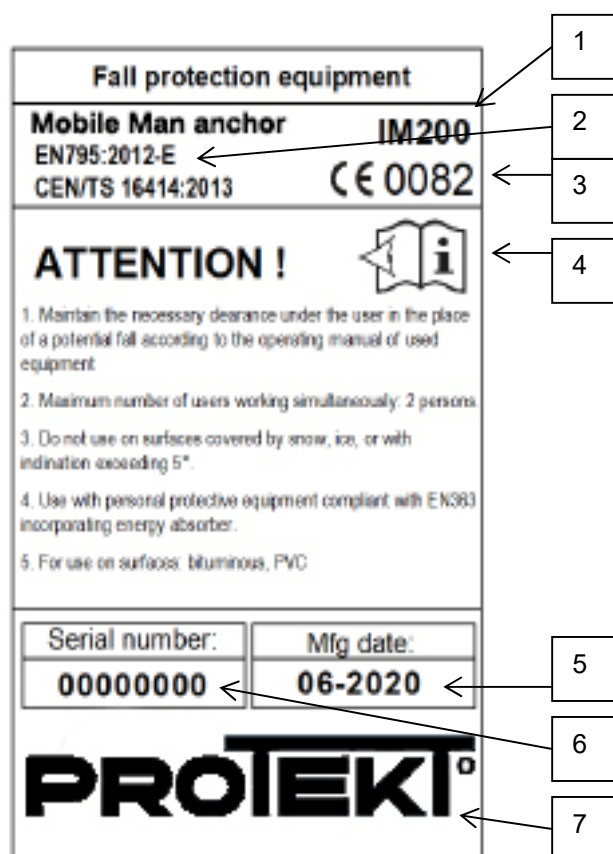 Fall protection equipment
Mobile Man anchor
IM200
EN795:2012-E
CEN/TS 16414:2013
CE 0082
ATTENTION !
i
1. Maintain the necessary clearance under the user in the place
of a potential fall according to the operating manual of used
equipment
2. Maximum number of users working simultaneously: 2 persons.
3. Do not use on surfaces covered by snow, ice, or with
inclination exceeding 5°.
4. Use with personal protective equipment compliant with EN363
incorporating energy absorber.
5. For use on surfaces: bituminous, PVC
Serial number:
00000000
Mfg date:
06-2020
PROTEKT
1
2
3
4
5
6
7